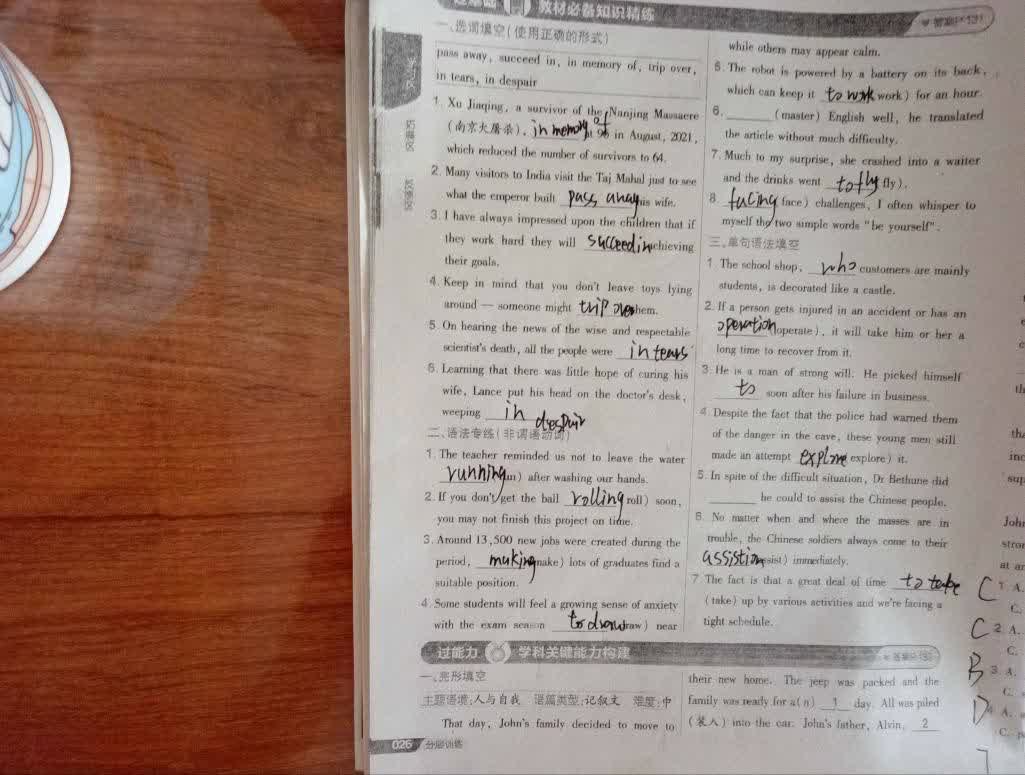 教材必备知识精练
答案P131
一、选词填空(使用正确的形式)
pass away, succeed in, in memory of, trip over,
in tears, in despair
1. Xu Jiaqing, a survivor of the Nanjing Massacre
(南京大屠杀), in memory of at 96 in August, 2021,
which reduced the number of survivors to 64.
2. Many visitors to India visit the Taj Mahal just to see
what the emperor built pass away his wife.
3. I have always impressed upon the children that if
they work hard they will succeed in achieving
their goals.
4. Keep in mind that you don't leave toys lying
around — someone might trip over them.
5. On hearing the news of the wise and respectable
scientist's death, all the people were in tears
6. Learning that there was little hope of curing his
wife, Lance put his head on the doctor's desk,
weeping in despair
二、语法专练(非谓语动词)
1. The teacher reminded us not to leave the water
running run) after washing our hands.
2. If you don't get the ball rolling roll) soon,
you may not finish this project on time.
3. Around 13,500 new jobs were created during the
period, making make) lots of graduates find a
suitable position.
4. Some students will feel a growing sense of anxiety
with the exam season to draw draw) near
while others may appear calm.
5. The robot is powered by a battery on its back,
which can keep it to work work) for an hour.
6. ______ (master) English well, he translated
the article without much difficulty.
7. Much to my surprise, she crashed into a waiter
and the drinks went to fly fly).
8 facing face) challenges, I often whisper to
myself the two simple words "be yourself".
三、单句语法填空
1. The school shop, who customers are mainly
students, is decorated like a castle.
2. If a person gets injured in an accident or has an
operation operate), it will take him or her a
long time to recover from it.
3. He is a man of strong will. He picked himself
to soon after his failure in business.
4. Despite the fact that the police had warned them
of the danger in the cave, these young men still
made an attempt explore explore) it.
5. In spite of the difficult situation, Dr Bethune did
______ he could to assist the Chinese people.
6. No matter when and where the masses are in
trouble, the Chinese soldiers always come to their
assistion assist) immediately.
7. The fact is that a great deal of time to take
(take) up by various activities and we're facing a
tight schedule.
过能力 学科关键能力构建
一、完形填空
主题语境:人与自我 语篇类型:记叙文 难度:中
That day, John's family decided to move to
their new home. The jeep was packed and the
family was ready for a(n) 1 day. All was piled
(装入) into the car. John's father, Alvin, 2
026 分层训练
C 1 A.
C.
C 2 A.
C.
B 3 A.
D 4 A.